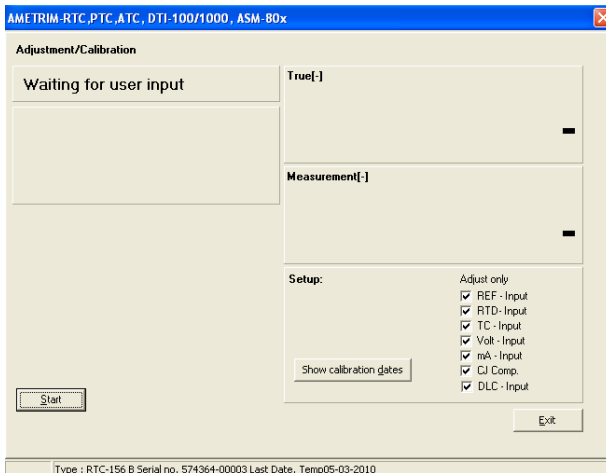 AMETRIM-RTC,PTC,ATC, DTI-100/1000, ASM-80x
Adjustment/Calibration
Waiting for user input
True[-]
-
Measurement[-]
-
Setup:
Adjust only
REF - Input
RTD- Input
TC - Input
Volt - Input
mA - Input
CJ Comp.
DLC - Input
Show calibration dates
Start
Exit
Type : RTC-156 B Serial no. 574364-00003 Last Date. Temp05-03-2010